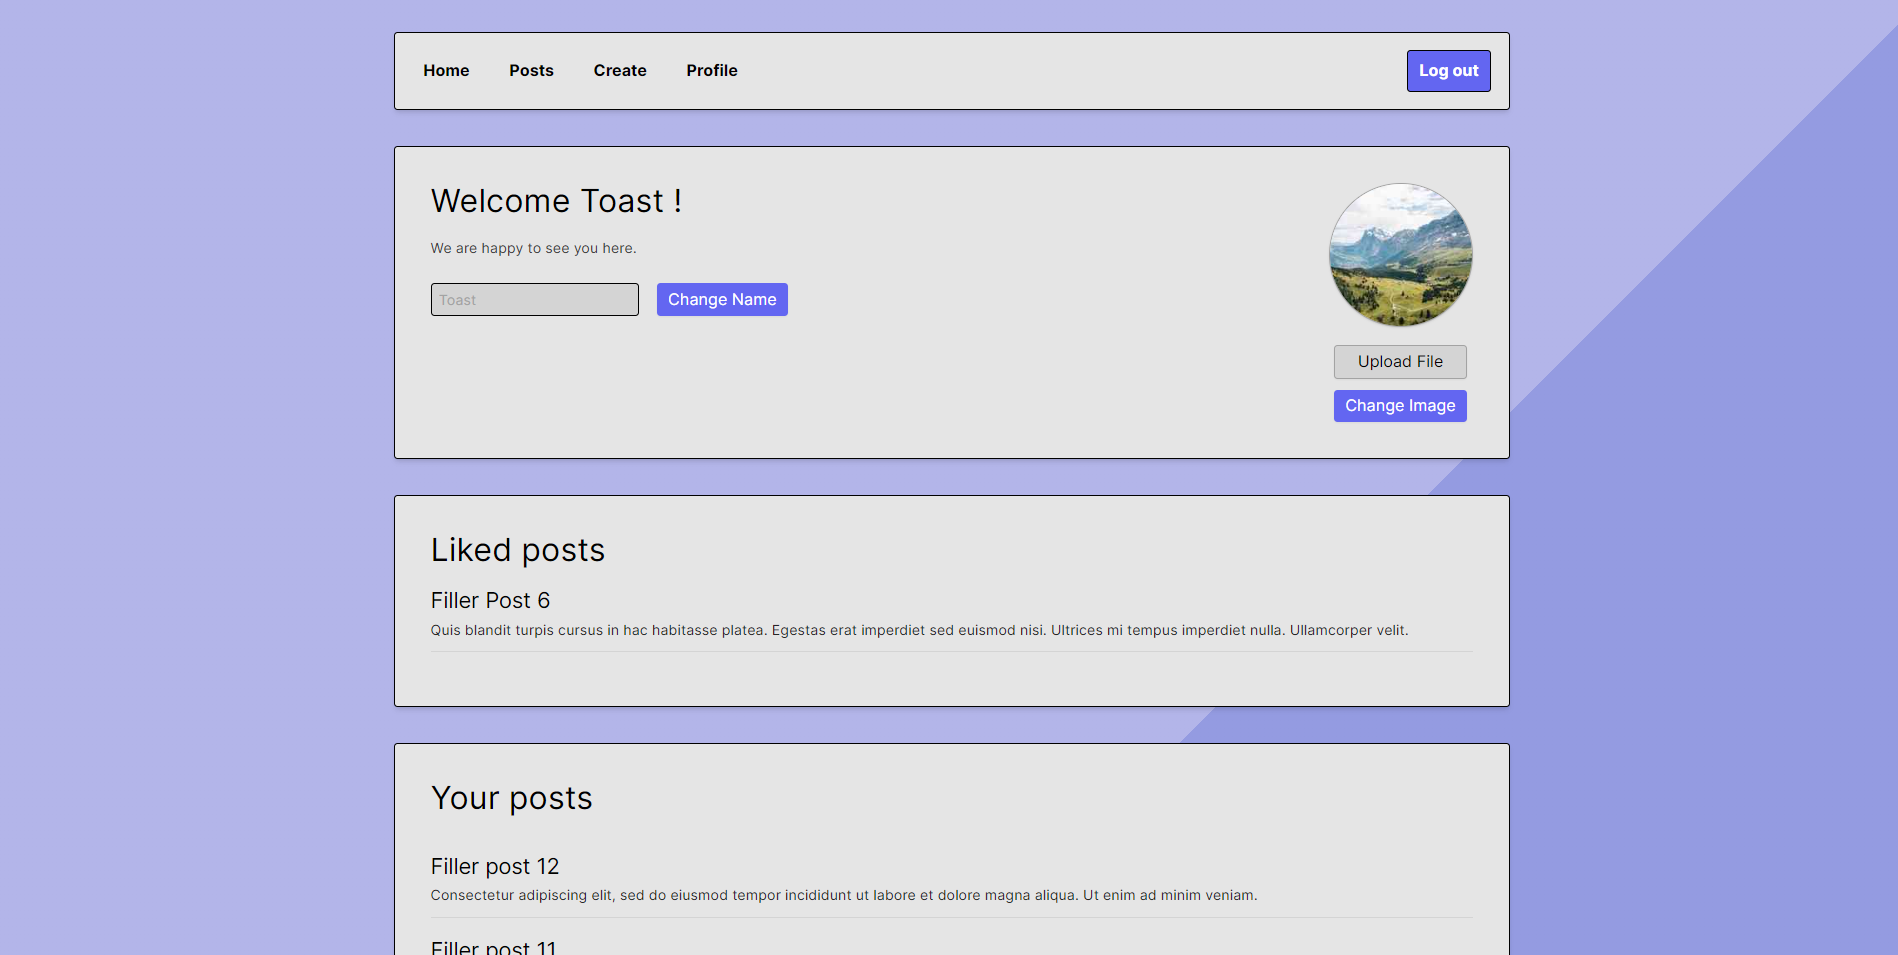 Home Posts Create Profile Log out
Welcome Toast !
We are happy to see you here.
Toast Change Name
Upload File
Change Image
Liked posts
Filler Post 6
Quis blandit turpis cursus in hac habitasse platea. Egestas erat imperdiet sed euismod nisi. Ultrices mi tempus imperdiet nulla. Ullamcorper velit.
Your posts
Filler post 12
Consectetur adipiscing elit, sed do eiusmod tempor incididunt ut labore et dolore magna aliqua. Ut enim ad minim veniam.
Filler post 11